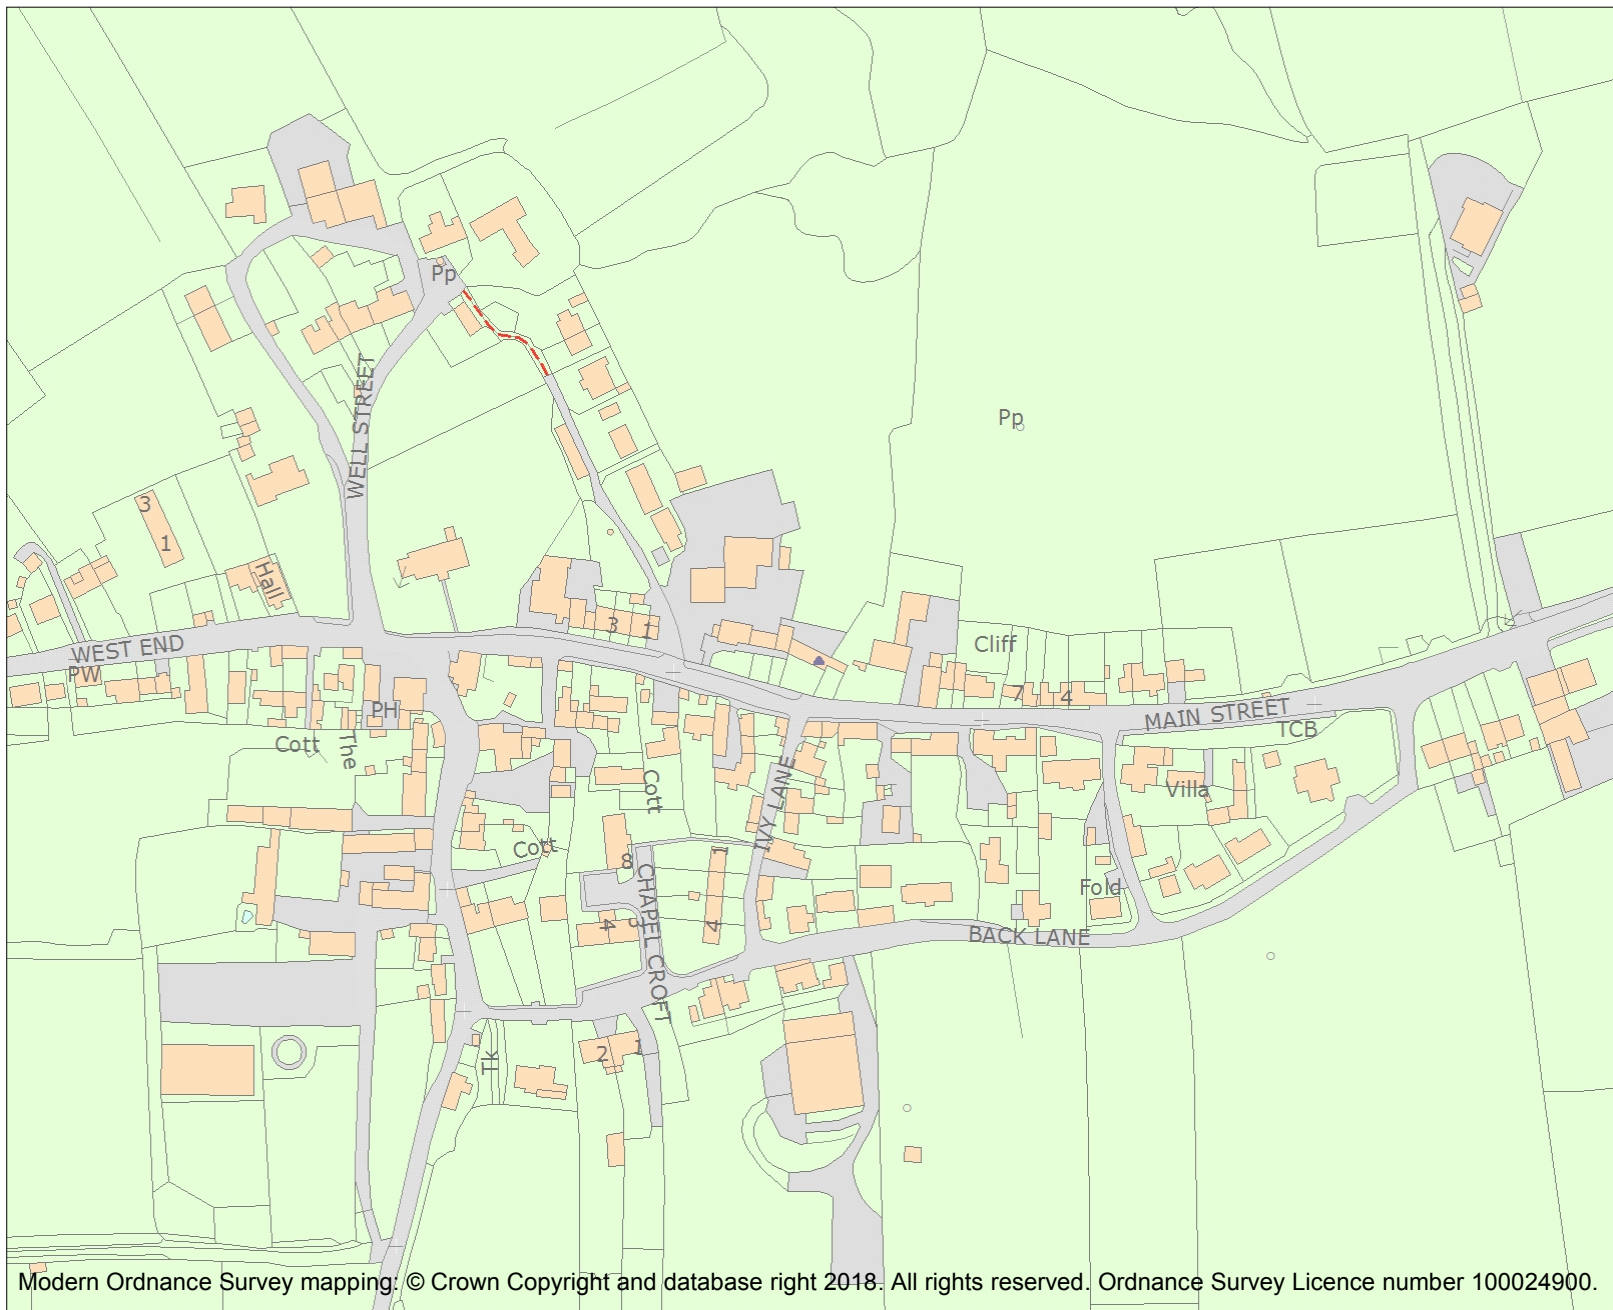 Pp
WELL STREET
Pp
3
1
Hall
WEST END
PW
3
1
Cliff
7
4
MAIN STREET
TCB
PH
Cott
The
Cott
IVY LANE
Villa
Cott
8
1
CHAPEL CROFT
4
5
4
Fold
BACK LANE
Tk
2
1
Modern Ordnance Survey mapping: © Crown Copyright and database right 2018. All rights reserved. Ordnance Survey Licence number 100024900.